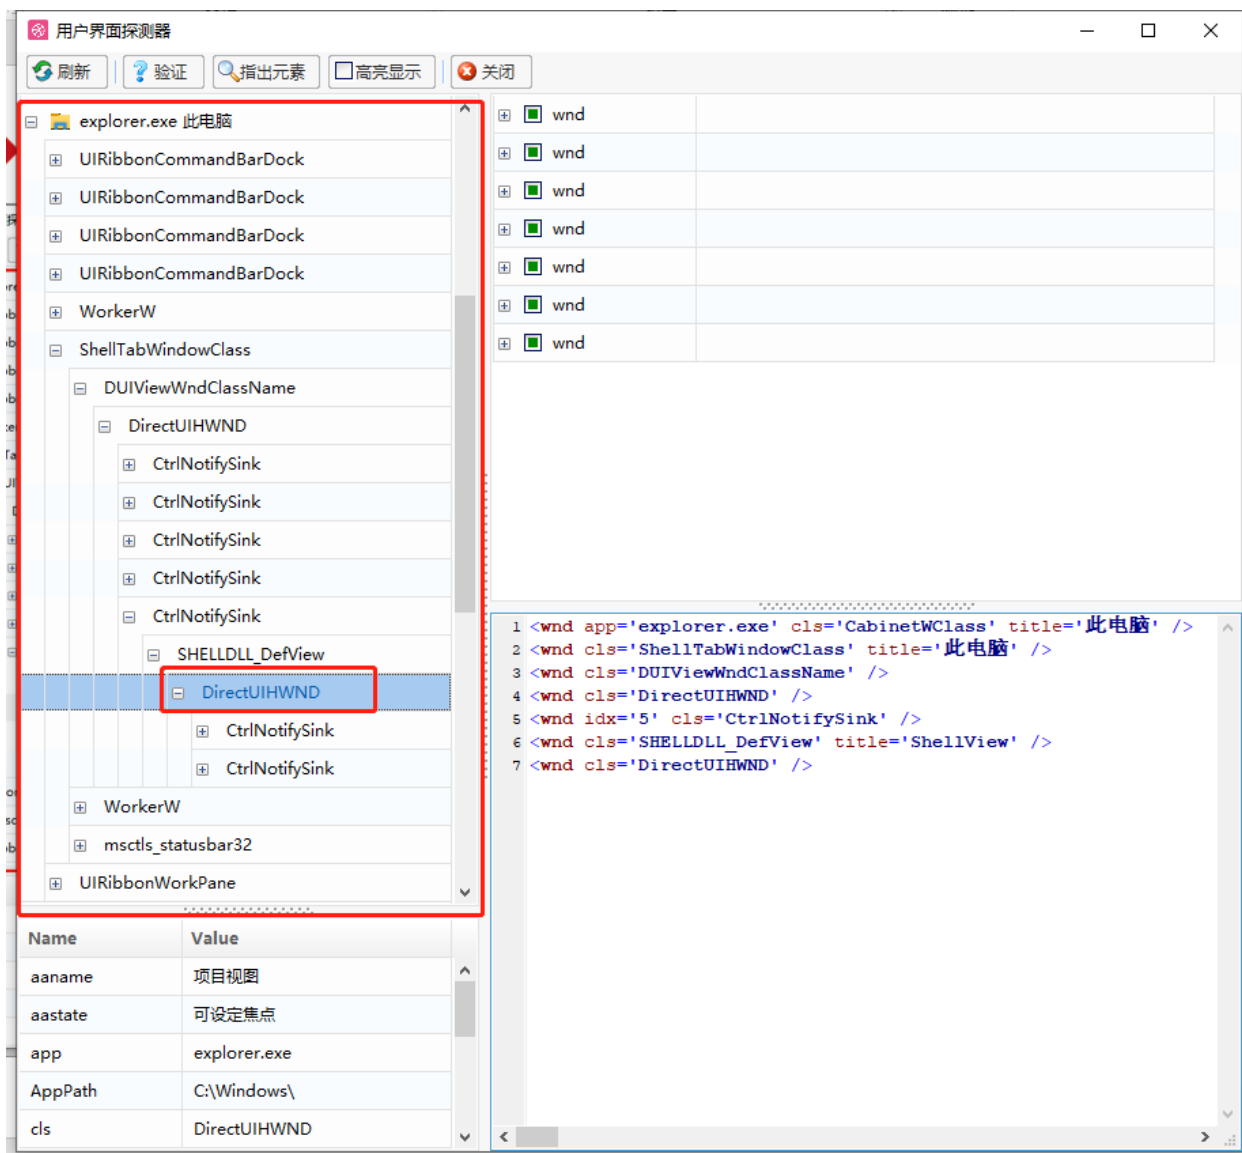 用户界面探测器
刷新 验证 指出元素 高亮显示 关闭
explorer.exe 此电脑
UIRibbonCommandBarDock
UIRibbonCommandBarDock
UIRibbonCommandBarDock
UIRibbonCommandBarDock
WorkerW
ShellTabWindowClass
DUIViewWndClassName
DirectUIHWND
CtrlNotifySink
CtrlNotifySink
CtrlNotifySink
CtrlNotifySink
CtrlNotifySink
SHELLDLL_DefView
DirectUIHWND
CtrlNotifySink
CtrlNotifySink
WorkerW
msctls_statusbar32
UIRibbonWorkPane
Name Value
aaname 项目视图
aastate 可设定焦点
app explorer.exe
AppPath C:\Windows\
cls DirectUIHWND
wnd
wnd
wnd
wnd
wnd
wnd
wnd
1 <wnd app='explorer.exe' cls='CabinetWClass' title='此电脑' />
2 <wnd cls='ShellTabWindowClass' title='此电脑' />
3 <wnd cls='DUIViewWndClassName' />
4 <wnd cls='DirectUIHWND' />
5 <wnd idx='5' cls='CtrlNotifySink' />
6 <wnd cls='SHELLDLL_DefView' title='ShellView' />
7 <wnd cls='DirectUIHWND' />